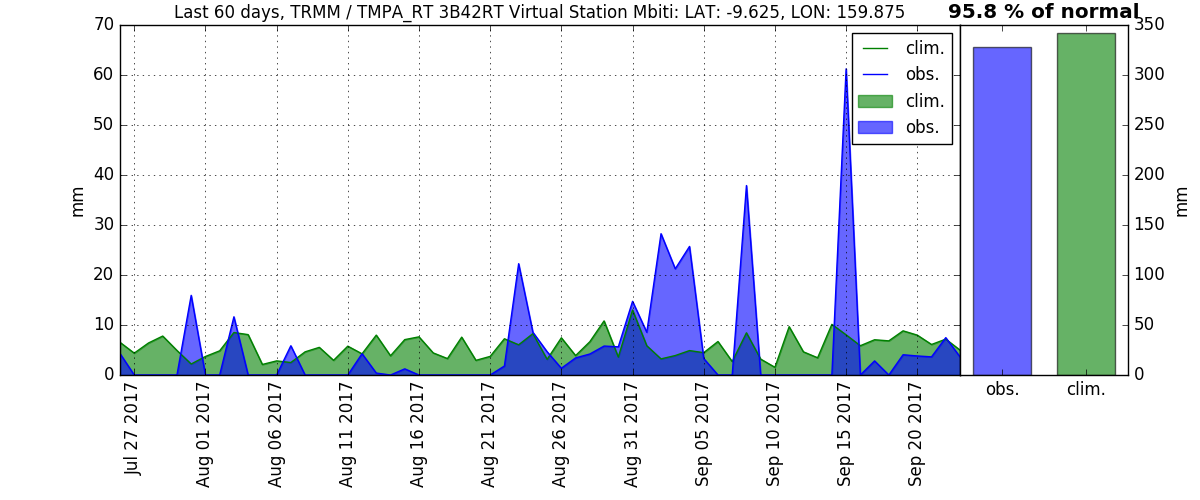 Last 60 days, TRMM / TMPA_RT 3B42RT Virtual Station Mbiti: LAT: -9.625, LON: 159.875
95.8 % of normal
70
60
50
40
30
20
10
0
mm
clim.
obs.
clim.
obs.
350
300
250
200
150
100
50
0
mm
Jul 27 2017
Aug 01 2017
Aug 06 2017
Aug 11 2017
Aug 16 2017
Aug 21 2017
Aug 26 2017
Aug 31 2017
Sep 05 2017
Sep 10 2017
Sep 15 2017
Sep 20 2017
obs.
clim.